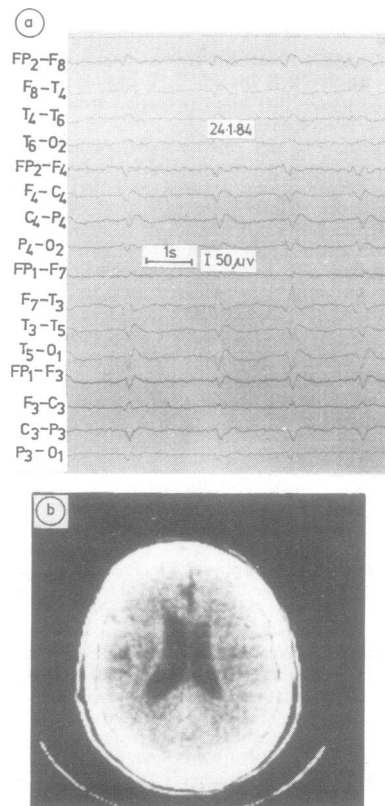 a
FP2-F8
F8-T4
T4-T6
24·1·84
T6-O2
FP2-F4
F4-C4
C4-P4
P4-O2
1s
I 50μv
FP1-F7
F7-T3
T3-T5
T5-O1
FP1-F3
F3-C3
C3-P3
P3-O1
b